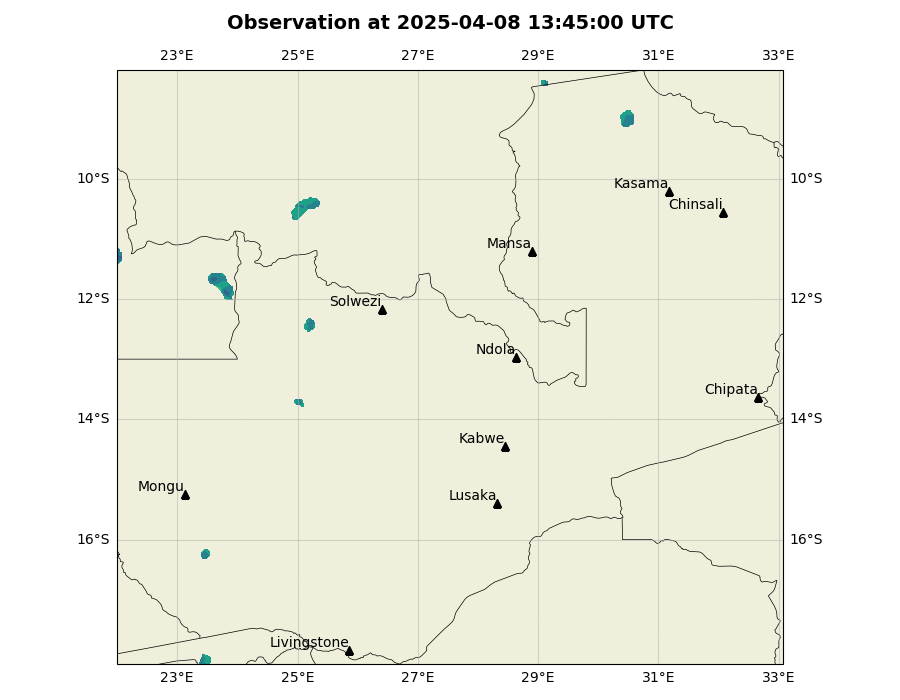 Observation at 2025-04-08 13:45:00 UTC
23°E 25°E 27°E 29°E 31°E 33°E
10°S 10°S
Kasama
Chinsali
Mansa
12°S 12°S
Solwezi
Ndola
Chipata
14°S 14°S
Kabwe
Mongu
Lusaka
16°S 16°S
Livingstone
23°E 25°E 27°E 29°E 31°E 33°E